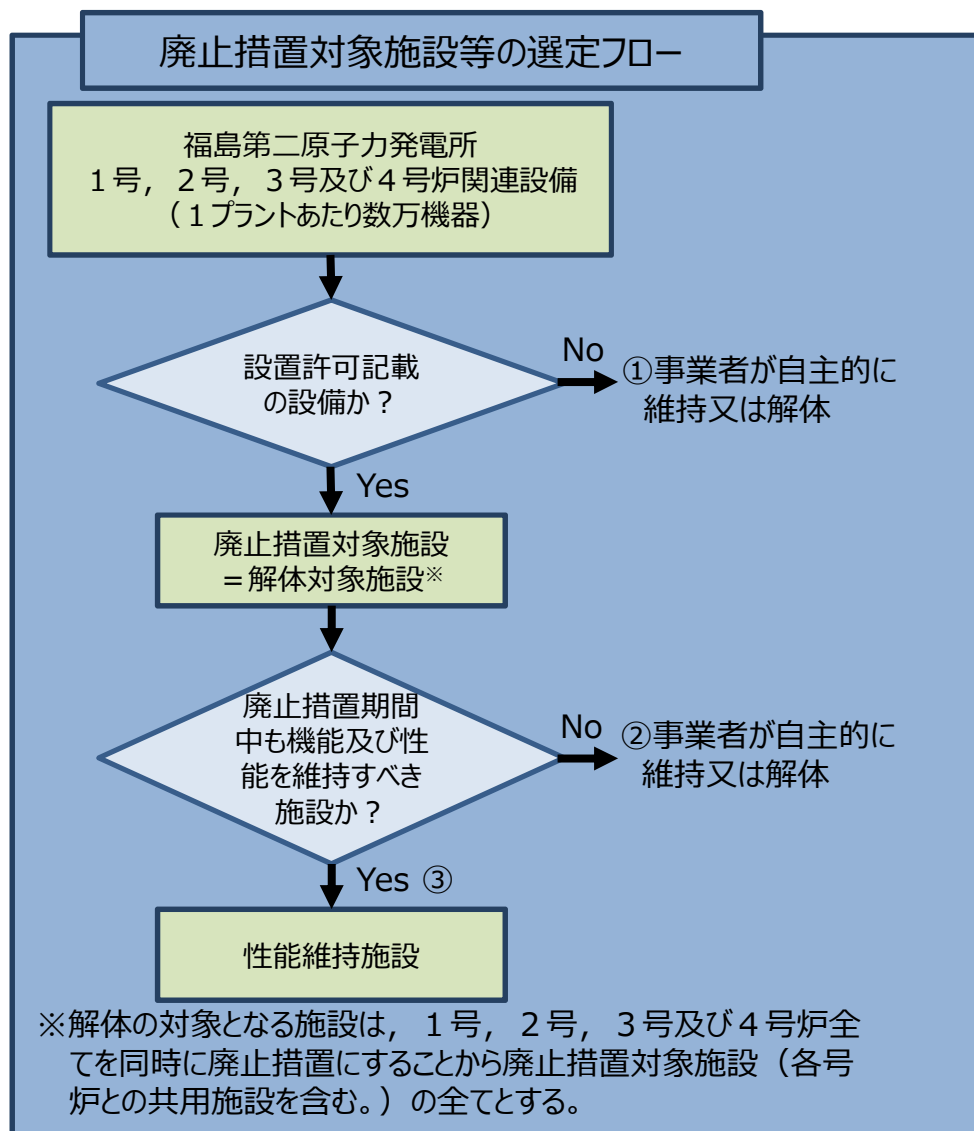 廃止措置対象施設等の選定フロー
福島第二原子力発電所
１号，２号，３号及び４号炉関連設備
（１プラントあたり数万機器）
設置許可記載
の設備か？
No
①事業者が自主的に
維持又は解体
Yes
廃止措置対象施設
＝解体対象施設※
廃止措置期間
中も機能及び性
能を維持すべき
施設か？
No
②事業者が自主的に
維持又は解体
Yes ③
性能維持施設
※解体の対象となる施設は，１号，２号，３号及び４号炉全
てを同時に廃止措置にすることから廃止措置対象施設（各号
炉との共用施設を含む。）の全てとする。